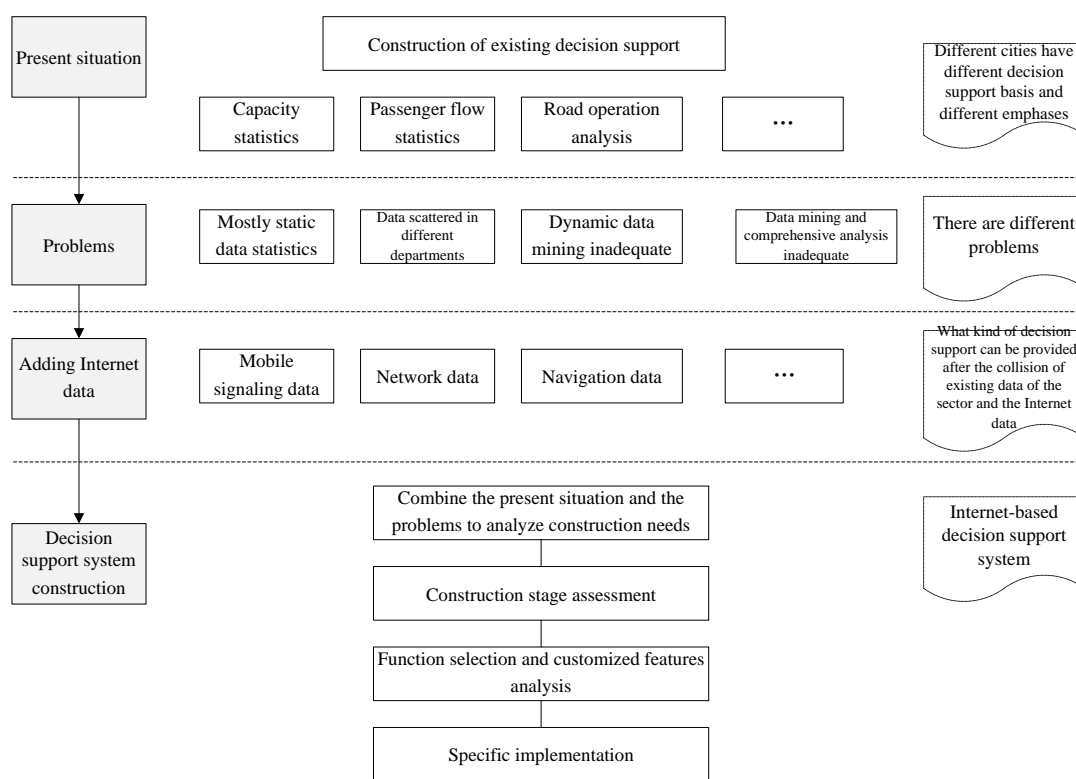 Present situation
Construction of existing decision support
Different cities have
different decision
support basis and
different emphases
Capacity
statistics
Passenger flow
statistics
Road operation
analysis
...
Problems
Mostly static
data statistics
Data scattered in
different
departments
Dynamic data
mining inadequate
Data mining and
comprehensive analysis
inadequate
There are different
problems
Adding Internet
data
Mobile
signaling data
Network data
Navigation data
...
What kind of decision
support can be provided
after the collision of
existing data of the
sector and the Internet
data
Decision
support system
construction
Combine the present situation and the
problems to analyze construction needs
Construction stage assessment
Function selection and customized features
analysis
Specific implementation
Internet-based
decision support
system